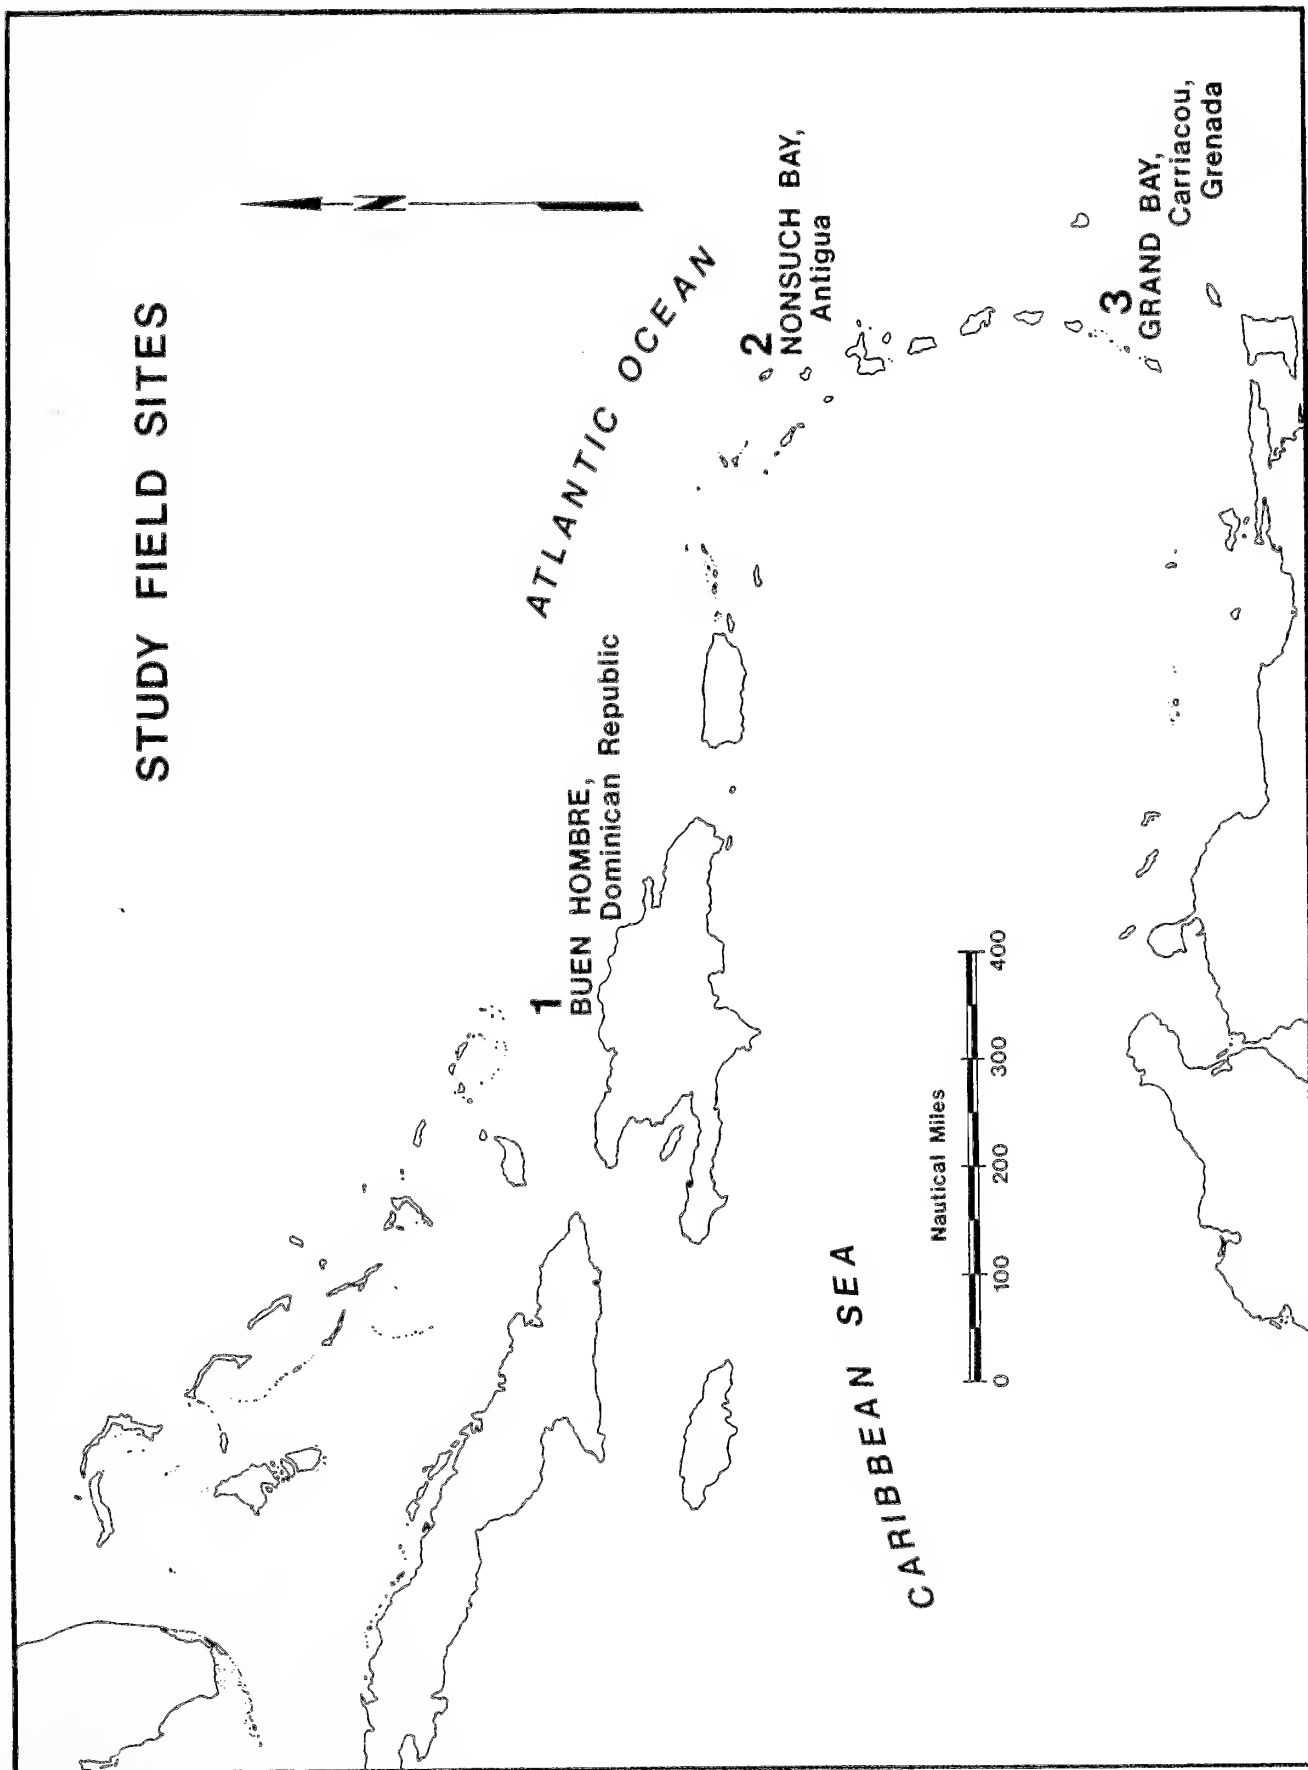 STUDY FIELD SITES
N
ATLANTIC OCEAN
1
BUEN HOMBRE,
Dominican Republic
2
NONSUCH BAY,
Antigua
3
GRAND BAY,
Carriacou,
Grenada
CARIBBEAN SEA
Nautical Miles
0 100 200 300 400